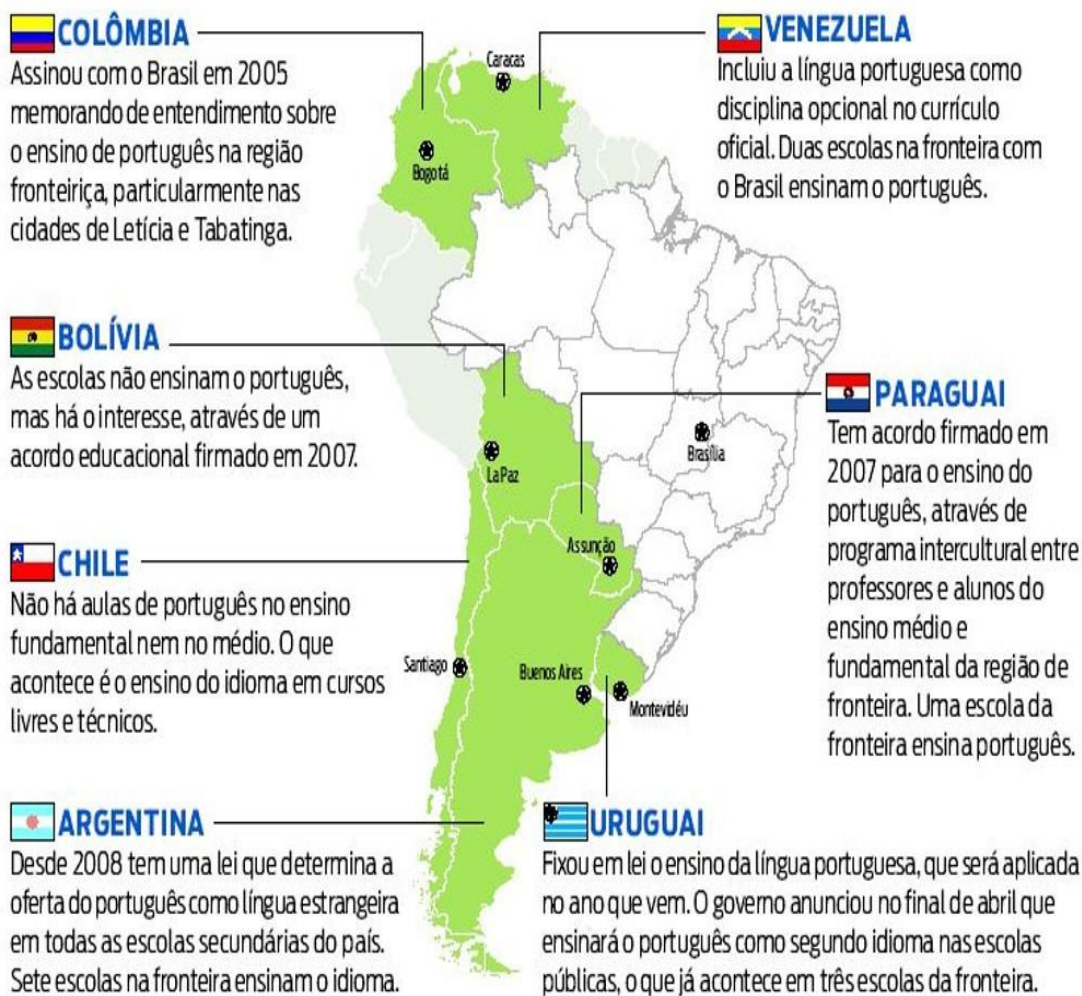 COLÔMBIA
Assinou com o Brasil em 2005
memorando de entendimento sobre
o ensino de português na região
fronteiriça, particularmente nas
cidades de Letícia e Tabatinga.
VENEZUELA
Incluiu a língua portuguesa como
disciplina opcional no currículo
oficial. Duas escolas na fronteira com
o Brasil ensinam o português.
Caracas
Bogotá
BOLÍVIA
As escolas não ensinam o português,
mas há o interesse, através de um
acordo educacional firmado em 2007.
La Paz
Brasília
PARAGUAI
Tem acordo firmado em
2007 para o ensino do
português, através de
programa intercultural entre
professores e alunos do
ensino médio e
fundamental da região de
fronteira. Uma escola da
fronteira ensina português.
Assunção
CHILE
Não há aulas de português no ensino
fundamental nem no médio. O que
acontece é o ensino do idioma em cursos
livres e técnicos.
Santiago
Buenos Aires
Montevidéu
ARGENTINA
Desde 2008 tem uma lei que determina a
oferta do português como língua estrangeira
em todas as escolas secundárias do país.
Sete escolas na fronteira ensinam o idioma.
URUGUAI
Fixou em lei o ensino da língua portuguesa, que será aplicada
no ano que vem. O governo anunciou no final de abril que
ensinará o português como segundo idioma nas escolas
públicas, o que já acontece em três escolas da fronteira.